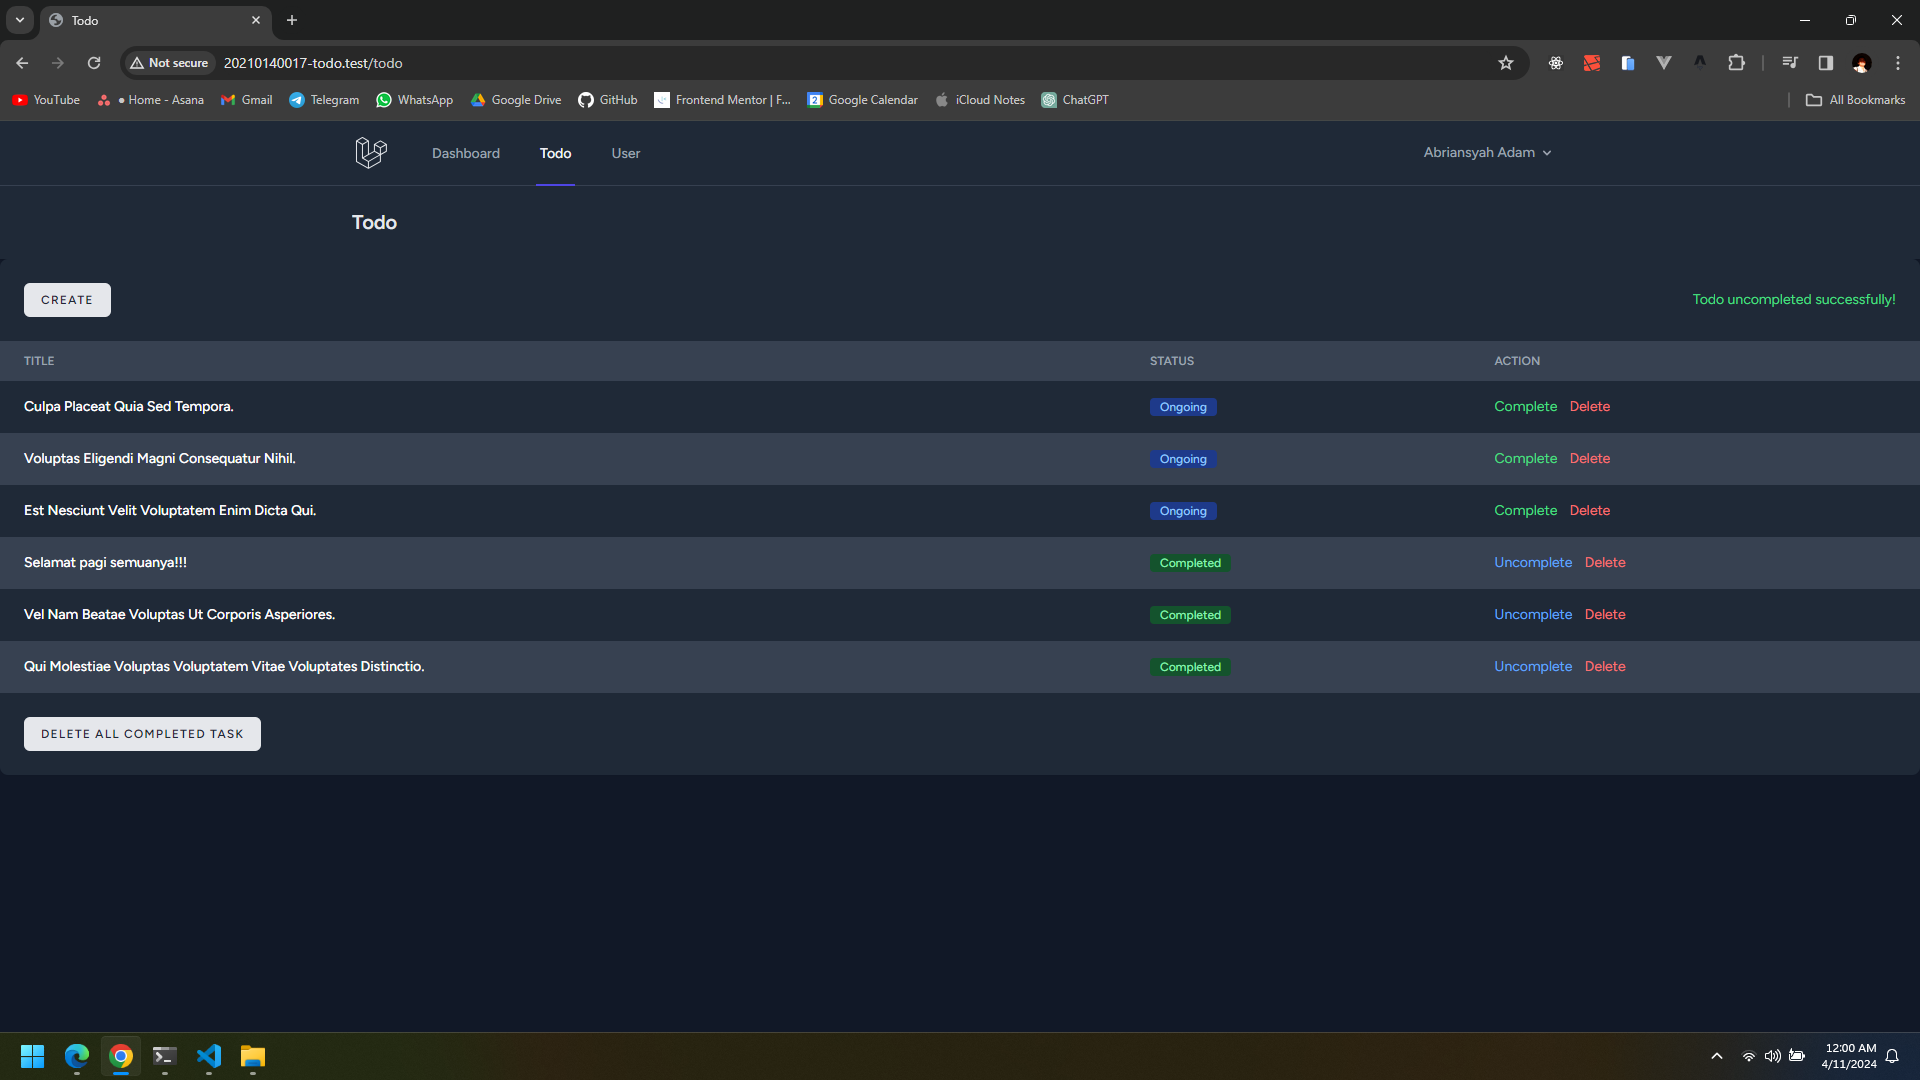 Todo
Not secure 20210140017-todo.test/todo
YouTube ● Home - Asana Gmail Telegram WhatsApp Google Drive GitHub Frontend Mentor | F... Google Calendar iCloud Notes ChatGPT All Bookmarks
Dashboard Todo User Abriansyah Adam
Todo
CREATE Todo uncompleted successfully!
TITLE STATUS ACTION
Culpa Placeat Quia Sed Tempora. Ongoing Complete Delete
Voluptas Eligendi Magni Consequatur Nihil. Ongoing Complete Delete
Est Nesciunt Velit Voluptatem Enim Dicta Qui. Ongoing Complete Delete
Selamat pagi semuanya!!! Completed Uncomplete Delete
Vel Nam Beatae Voluptas Ut Corporis Asperiores. Completed Uncomplete Delete
Qui Molestiae Voluptas Voluptatem Vitae Voluptates Distinctio. Completed Uncomplete Delete
DELETE ALL COMPLETED TASK
12:00 AM
4/11/2024